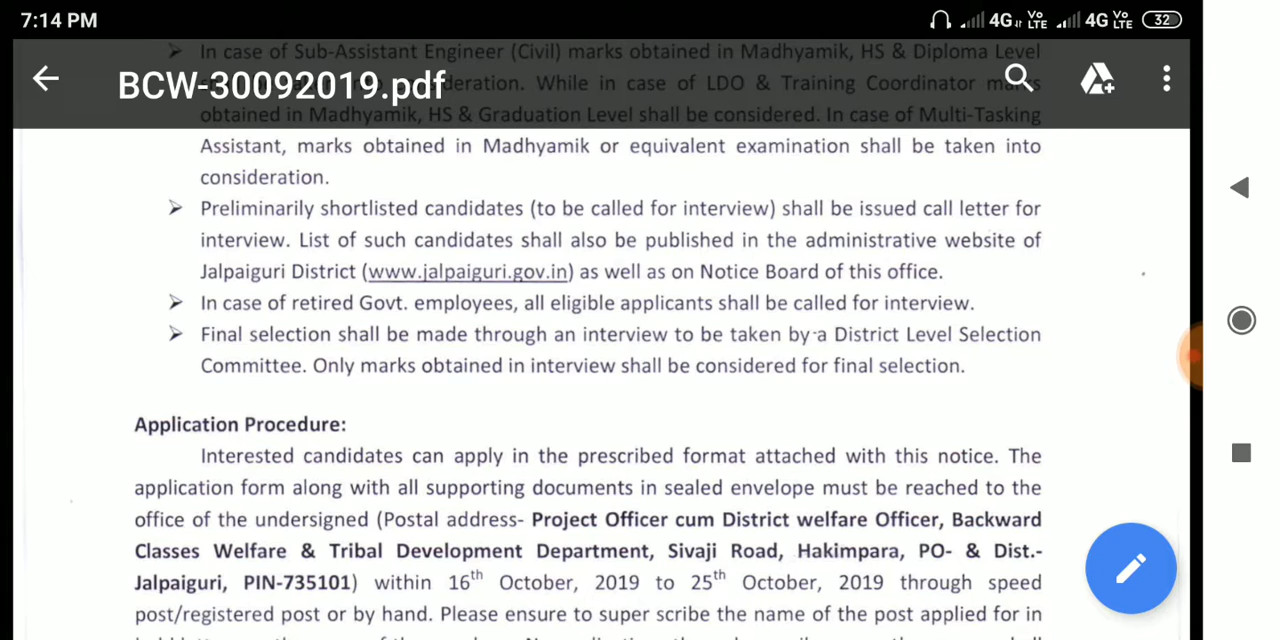 7:14 PM 4G Vo LTE 4G Vo LTE 32
In case of Sub-Assistant Engineer (Civil) marks obtained in Madhyamik, HS & Diploma Level
BCW-30092019.pdf
consideration. While in case of LDO & Training Coordinator marks
obtained in Madhyamik, HS & Graduation Level shall be considered. In case of Multi-Tasking
Assistant, marks obtained in Madhyamik or equivalent examination shall be taken into
consideration.
➢ Preliminarily shortlisted candidates (to be called for interview) shall be issued call letter for
interview. List of such candidates shall also be published in the administrative website of
Jalpaiguri District (www.jalpaiguri.gov.in) as well as on Notice Board of this office.
➢ In case of retired Govt. employees, all eligible applicants shall be called for interview.
➢ Final selection shall be made through an interview to be taken by a District Level Selection
Committee. Only marks obtained in interview shall be considered for final selection.
Application Procedure:
Interested candidates can apply in the prescribed format attached with this notice. The
application form along with all supporting documents in sealed envelope must be reached to the
office of the undersigned (Postal address- Project Officer cum District welfare Officer, Backward
Classes Welfare & Tribal Development Department, Sivaji Road, Hakimpara, PO- & Dist.-
Jalpaiguri, PIN-735101) within 16th October, 2019 to 25th October, 2019 through speed
post/registered post or by hand. Please ensure to super scribe the name of the post applied for in